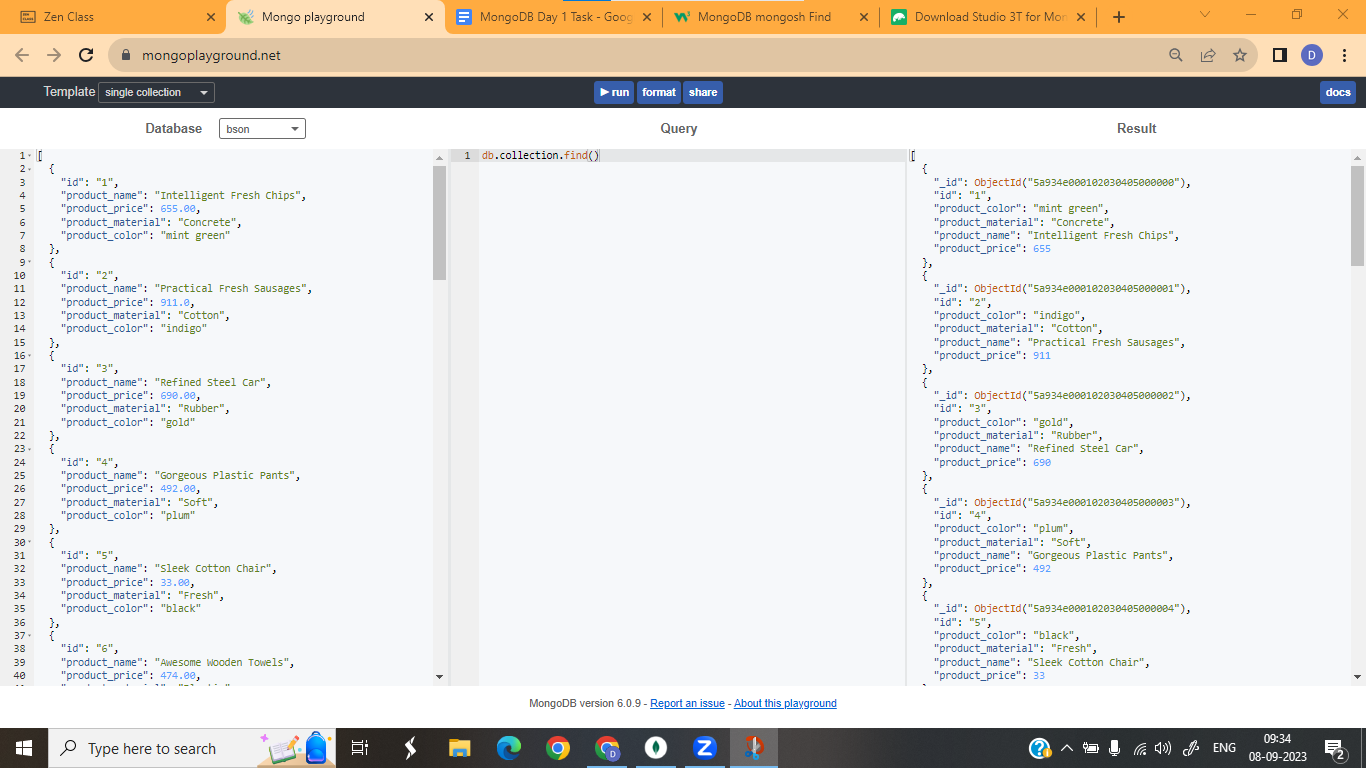 Zen Class
Mongo playground
MongoDB Day 1 Task - Goog
MongoDB mongosh Find
Download Studio 3T for Mon
mongoplayground.net
D
Template single collection
run format share
docs
Database bson
Query
Result
1 [
2 {
3 "id": "1",
4 "product_name": "Intelligent Fresh Chips",
5 "product_price": 655.00,
6 "product_material": "Concrete",
7 "product_color": "mint green"
8 },
9 {
10 "id": "2",
11 "product_name": "Practical Fresh Sausages",
12 "product_price": 911.0,
13 "product_material": "Cotton",
14 "product_color": "indigo"
15 },
16 {
17 "id": "3",
18 "product_name": "Refined Steel Car",
19 "product_price": 690.00,
20 "product_material": "Rubber",
21 "product_color": "gold"
22 },
23 {
24 "id": "4",
25 "product_name": "Gorgeous Plastic Pants",
26 "product_price": 492.00,
27 "product_material": "Soft",
28 "product_color": "plum"
29 },
30 {
31 "id": "5",
32 "product_name": "Sleek Cotton Chair",
33 "product_price": 33.00,
34 "product_material": "Fresh",
35 "product_color": "black"
36 },
37 {
38 "id": "6",
39 "product_name": "Awesome Wooden Towels",
40 "product_price": 474.00,
1 db.collection.find()
[
{
"_id": ObjectId("5a934e000102030405000000"),
"id": "1",
"product_color": "mint green",
"product_material": "Concrete",
"product_name": "Intelligent Fresh Chips",
"product_price": 655
},
{
"_id": ObjectId("5a934e000102030405000001"),
"id": "2",
"product_color": "indigo",
"product_material": "Cotton",
"product_name": "Practical Fresh Sausages",
"product_price": 911
},
{
"_id": ObjectId("5a934e000102030405000002"),
"id": "3",
"product_color": "gold",
"product_material": "Rubber",
"product_name": "Refined Steel Car",
"product_price": 690
},
{
"_id": ObjectId("5a934e000102030405000003"),
"id": "4",
"product_color": "plum",
"product_material": "Soft",
"product_name": "Gorgeous Plastic Pants",
"product_price": 492
},
{
"_id": ObjectId("5a934e000102030405000004"),
"id": "5",
"product_color": "black",
"product_material": "Fresh",
"product_name": "Sleek Cotton Chair",
"product_price": 33
MongoDB version 6.0.9 - Report an issue - About this playground
Type here to search
D
Z
ENG
09:34
08-09-2023
2